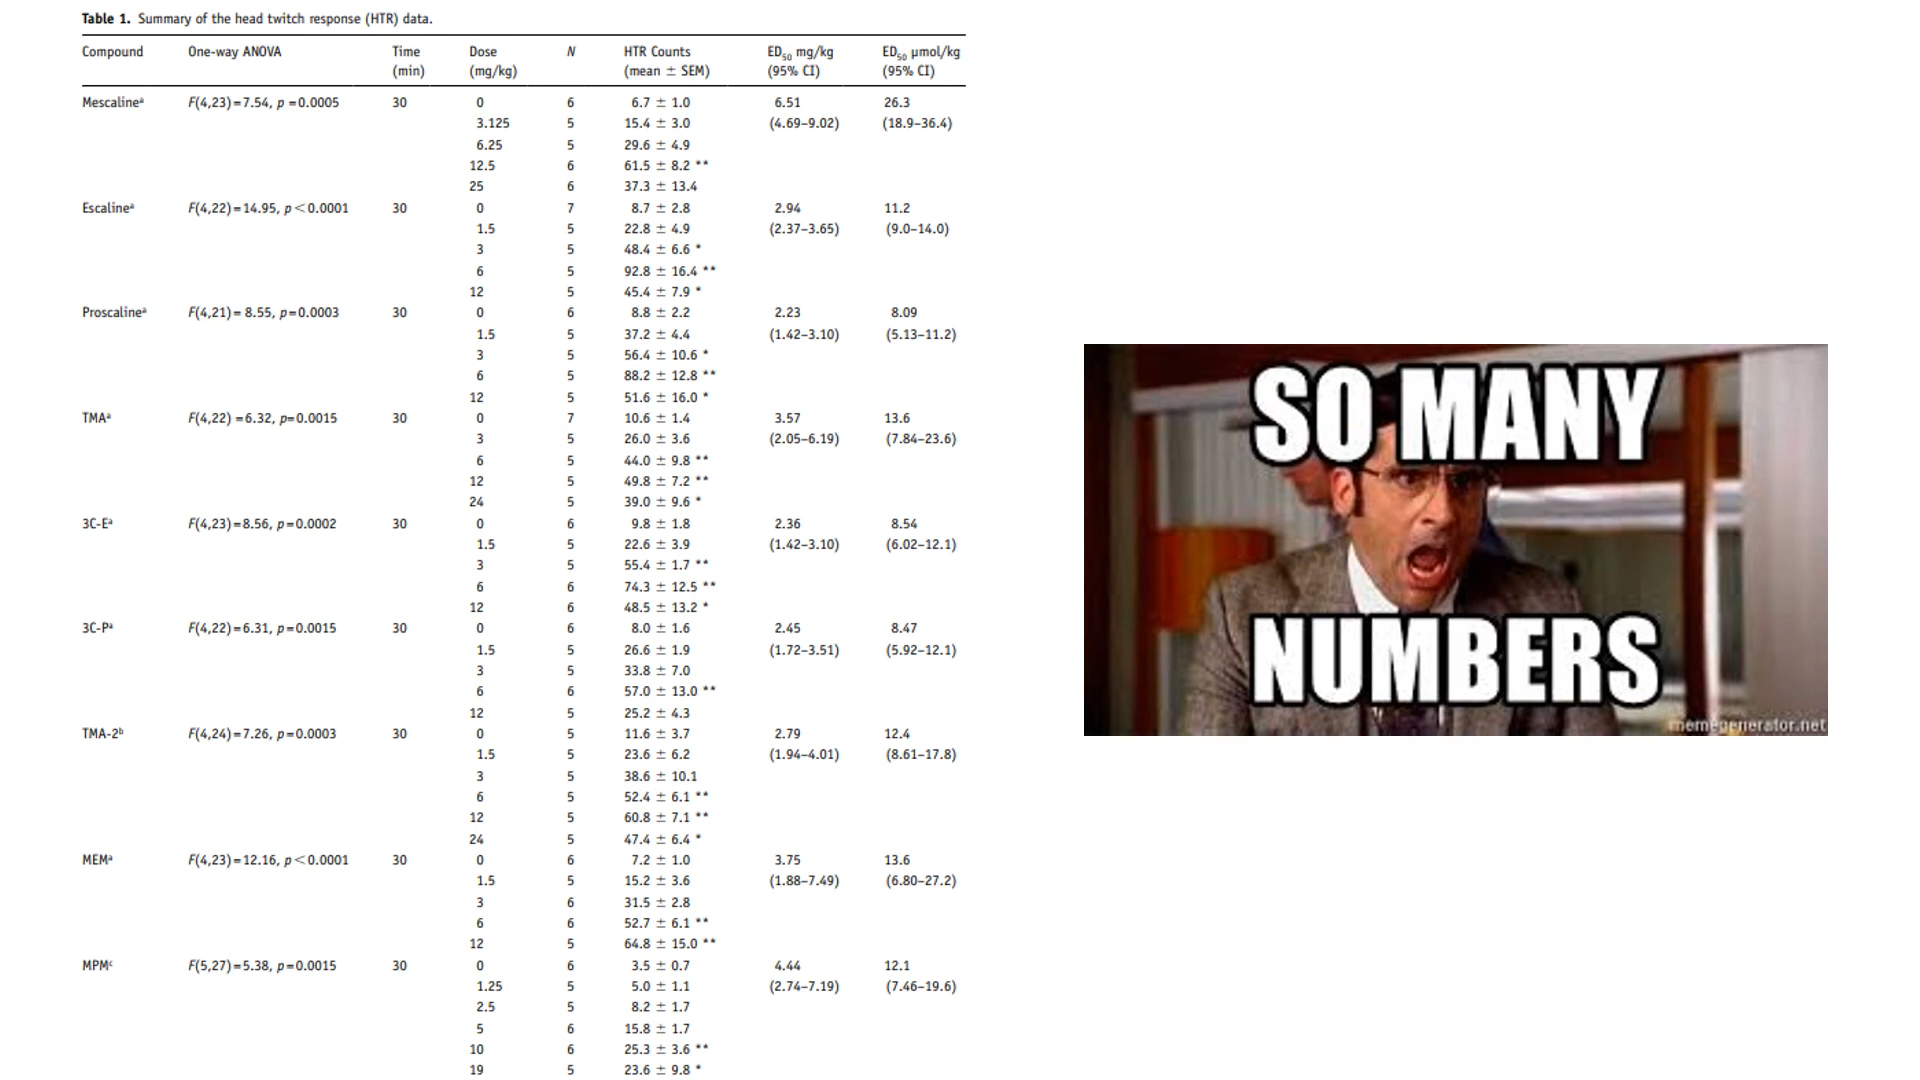 Table 1. Summary of the head twitch response (HTR) data.
Compound One-way ANOVA Time (min) Dose (mg/kg) N HTR Counts (mean ± SEM) ED50 mg/kg (95% CI) ED50 μmol/kg (95% CI)
Mescalineª F(4,23)=7.54, p=0.0005 30 0 6 6.7 ± 1.0 6.51 26.3
3.125 5 15.4 ± 3.0 (4.69–9.02) (18.9–36.4)
6.25 5 29.6 ± 4.9
12.5 6 61.5 ± 8.2 **
25 6 37.3 ± 13.4
Escalineª F(4,22)=14.95, p<0.0001 30 0 7 8.7 ± 2.8 2.94 11.2
1.5 5 22.8 ± 4.9 (2.37–3.65) (9.0–14.0)
3 5 48.4 ± 6.6 *
6 5 92.8 ± 16.4 **
12 5 45.4 ± 7.9 *
Proscalineª F(4,21)= 8.55, p=0.0003 30 0 6 8.8 ± 2.2 2.23 8.09
1.5 5 37.2 ± 4.4 (1.42–3.10) (5.13–11.2)
3 5 56.4 ± 10.6 *
6 5 88.2 ± 12.8 **
12 5 51.6 ± 16.0 *
TMAª F(4,22) =6.32, p=0.0015 30 0 7 10.6 ± 1.4 3.57 13.6
3 5 26.0 ± 3.6 (2.05–6.19) (7.84–23.6)
6 5 44.0 ± 9.8 **
12 5 49.8 ± 7.2 **
24 5 39.0 ± 9.6 *
3C-Eª F(4,23)=8.56, p=0.0002 30 0 6 9.8 ± 1.8 2.36 8.54
1.5 5 22.6 ± 3.9 (1.42–3.10) (6.02–12.1)
3 5 55.4 ± 1.7 **
6 6 74.3 ± 12.5 **
12 6 48.5 ± 13.2 *
3C-Pª F(4,22)=6.31, p=0.0015 30 0 6 8.0 ± 1.6 2.45 8.47
1.5 5 26.6 ± 1.9 (1.72–3.51) (5.92–12.1)
3 5 33.8 ± 7.0
6 6 57.0 ± 13.0 **
12 5 25.2 ± 4.3
TMA-2ᵇ F(4,24)=7.26, p=0.0003 30 0 5 11.6 ± 3.7 2.79 12.4
1.5 5 23.6 ± 6.2 (1.94–4.01) (8.61–17.8)
3 5 38.6 ± 10.1
6 5 52.4 ± 6.1 **
12 5 60.8 ± 7.1 **
24 5 47.4 ± 6.4 *
MEMª F(4,23)=12.16, p<0.0001 30 0 6 7.2 ± 1.0 3.75 13.6
1.5 5 15.2 ± 3.6 (1.88–7.49) (6.80–27.2)
3 6 31.5 ± 2.8
6 6 52.7 ± 6.1 **
12 5 64.8 ± 15.0 **
MPMᶜ F(5,27)=5.38, p=0.0015 30 0 6 3.5 ± 0.7 4.44 12.1
1.25 5 5.0 ± 1.1 (2.74–7.19) (7.46–19.6)
2.5 5 8.2 ± 1.7
5 6 15.8 ± 1.7
10 6 25.3 ± 3.6 **
19 5 23.6 ± 9.8 *
SO MANY
NUMBERS
memegenerator.net